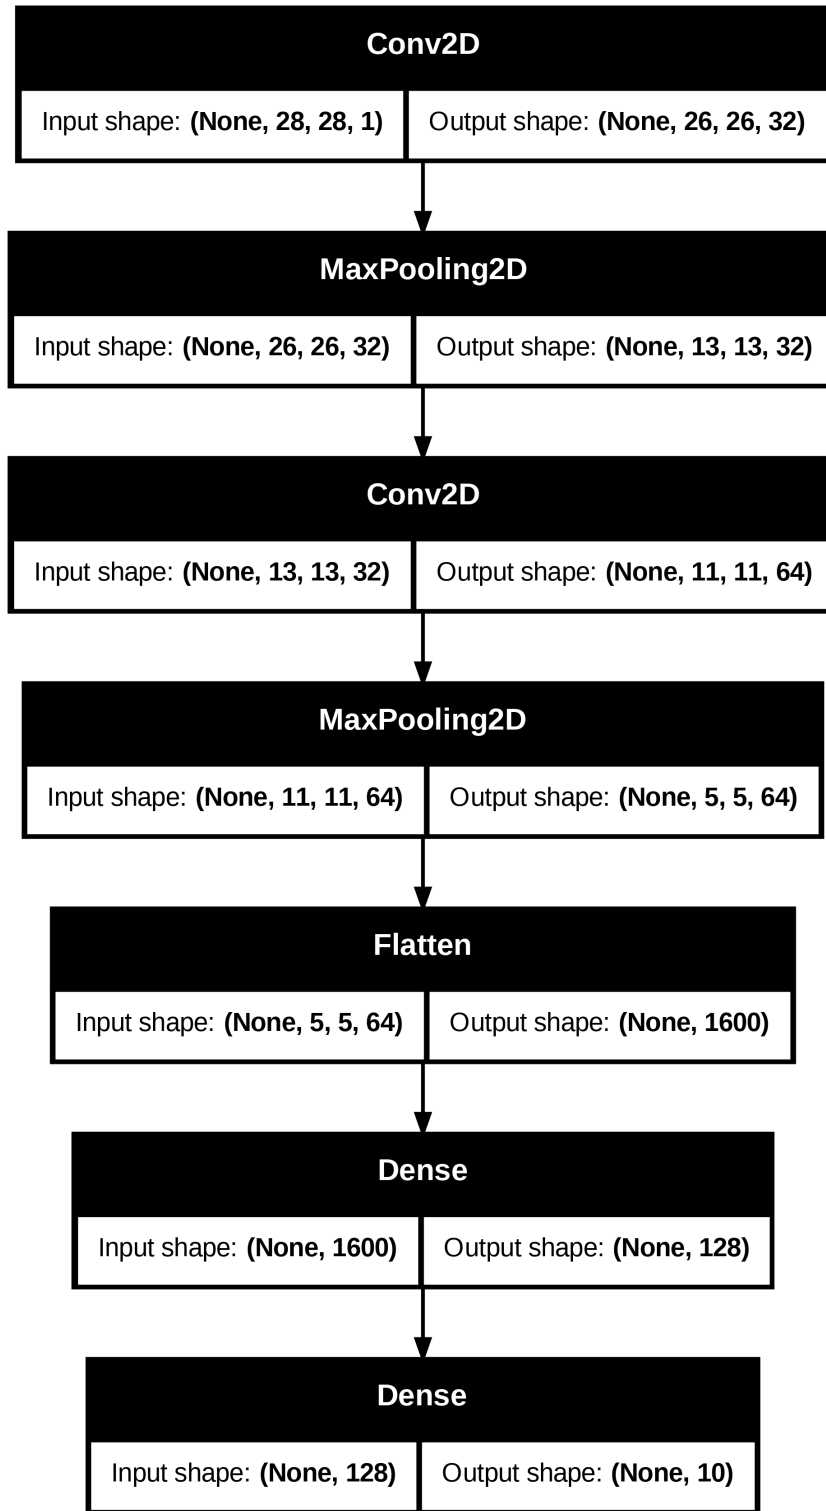 Conv2D
Input shape: (None, 28, 28, 1) Output shape: (None, 26, 26, 32)
MaxPooling2D
Input shape: (None, 26, 26, 32) Output shape: (None, 13, 13, 32)
Conv2D
Input shape: (None, 13, 13, 32) Output shape: (None, 11, 11, 64)
MaxPooling2D
Input shape: (None, 11, 11, 64) Output shape: (None, 5, 5, 64)
Flatten
Input shape: (None, 5, 5, 64) Output shape: (None, 1600)
Dense
Input shape: (None, 1600) Output shape: (None, 128)
Dense
Input shape: (None, 128) Output shape: (None, 10)